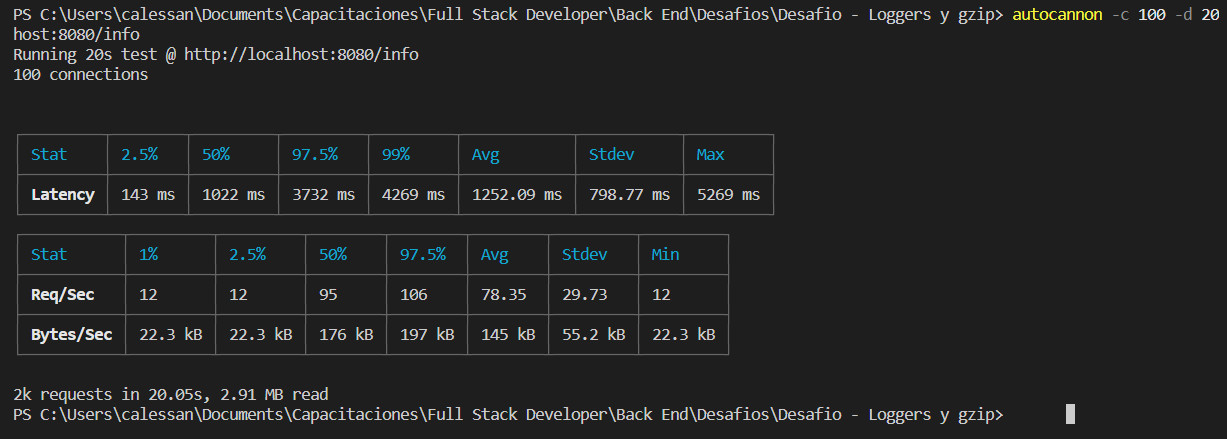 PS C:\Users\calessan\Documents\Capacitaciones\Full Stack Developer\Back End\Desafios\Desafio - Loggers y gzip> autocannon -c 100 -d 20
host:8080/info
Running 20s test @ http://localhost:8080/info
100 connections
Stat 2.5% 50% 97.5% 99% Avg Stdev Max
Latency 143 ms 1022 ms 3732 ms 4269 ms 1252.09 ms 798.77 ms 5269 ms
Stat 1% 2.5% 50% 97.5% Avg Stdev Min
Req/Sec 12 12 95 106 78.35 29.73 12
Bytes/Sec 22.3 kB 22.3 kB 176 kB 197 kB 145 kB 55.2 kB 22.3 kB
2k requests in 20.05s, 2.91 MB read
PS C:\Users\calessan\Documents\Capacitaciones\Full Stack Developer\Back End\Desafios\Desafio - Loggers y gzip>